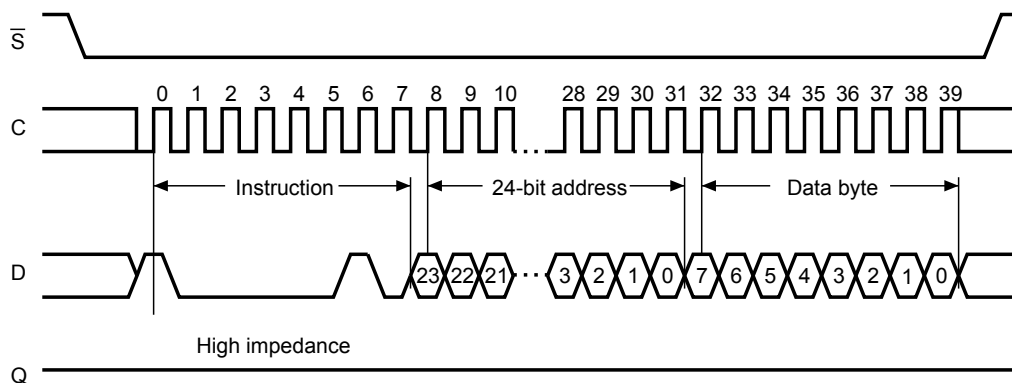 S
0 1 2 3 4 5 6 7 8 9 10 28 29 30 31 32 33 34 35 36 37 38 39
C
Instruction 24-bit address Data byte
D 23 22 21 3 2 1 0 7 6 5 4 3 2 1 0
High impedance
Q